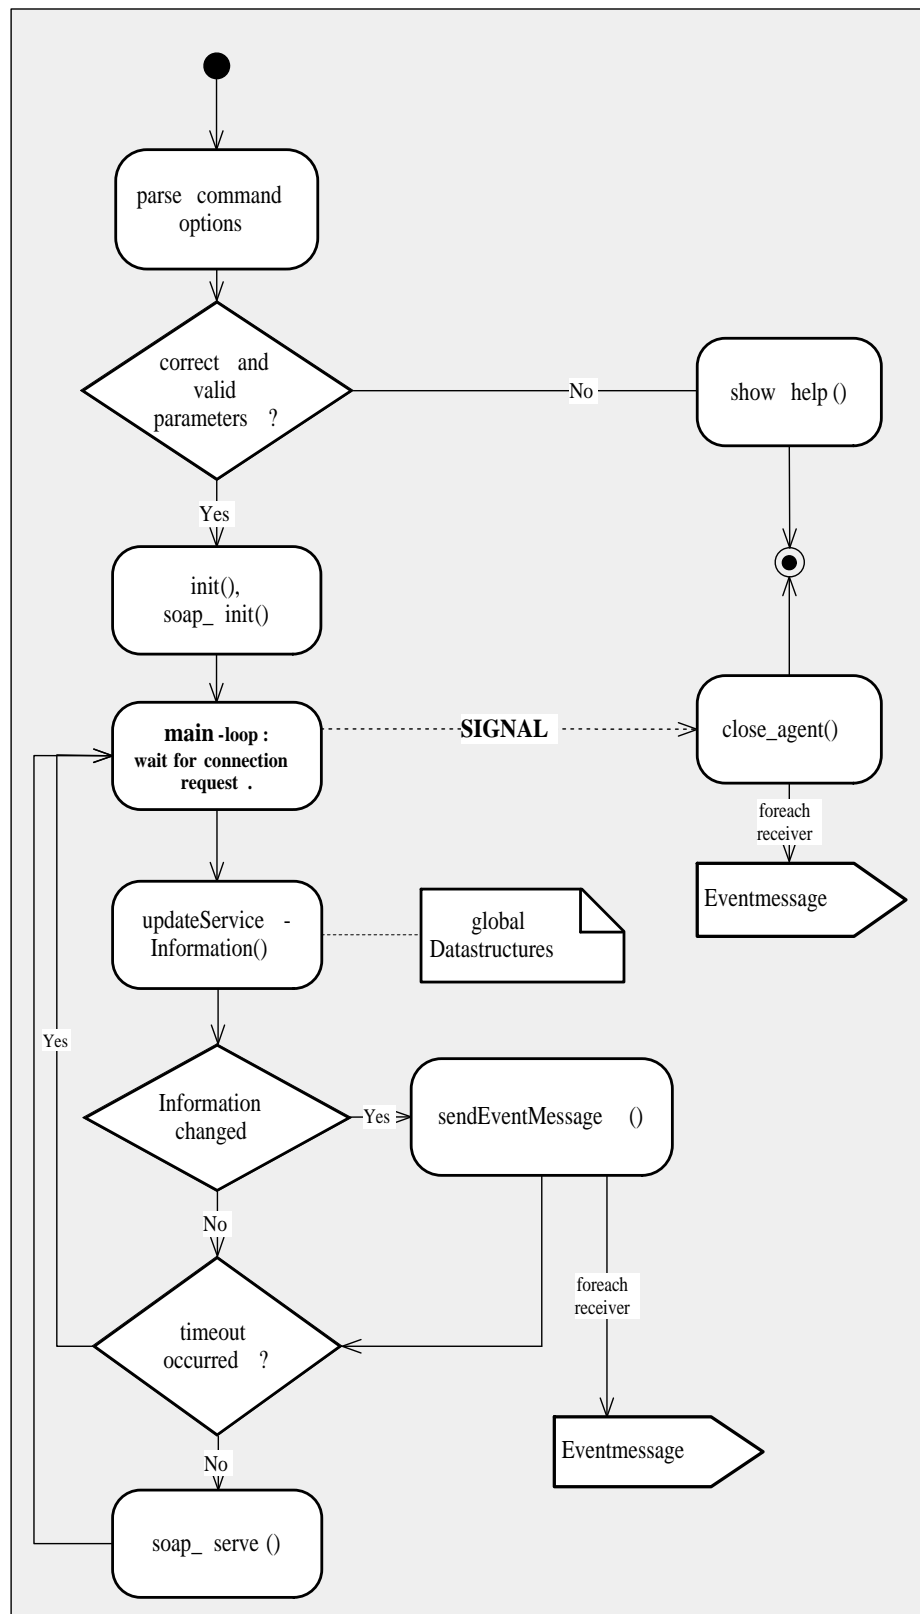 parse command
options
correct and
valid
parameters ?
No
show help ()
Yes
init(),
soap_ init()
main -loop :
wait for connection
request .
SIGNAL
close_agent()
foreach
receiver
Eventmessage
updateService -
Information()
global
Datastructures
Yes
Information
changed
Yes
sendEventMessage ()
No
foreach
receiver
timeout
occurred ?
Eventmessage
No
soap_ serve ()